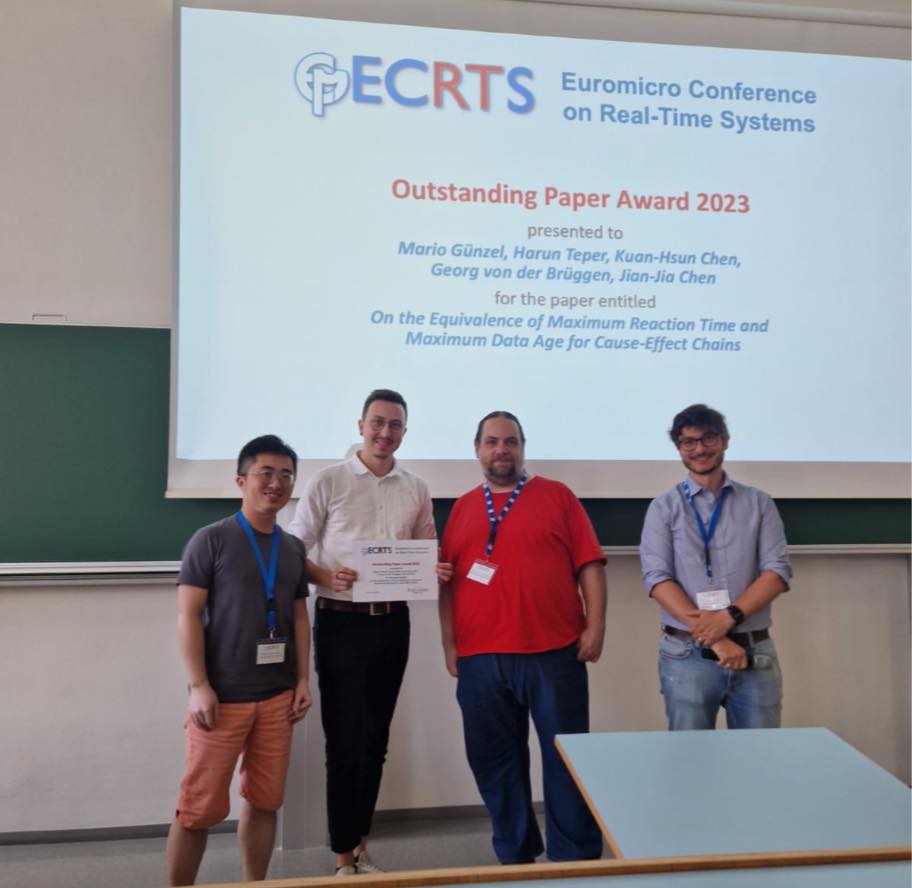 ECRTS
Euromicro Conference
on Real-Time Systems
Outstanding Paper Award 2023
presented to
Mario Günzel, Harun Teper, Kuan-Hsun Chen,
Georg von der Brüggen, Jian-Jia Chen
for the paper entitled
On the Equivalence of Maximum Reaction Time and
Maximum Data Age for Cause-Effect Chains
ECRTS
Outstanding Paper Award 2023